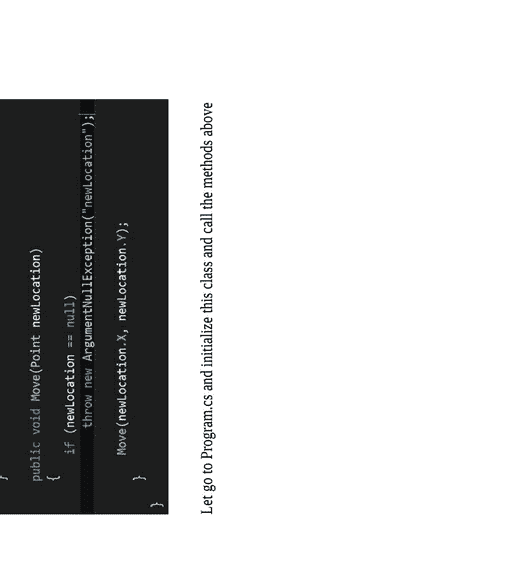 }
public void Move(Point newLocation)
{
if (newLocation == null)
throw new ArgumentNullException("newLocation");
Move(newLocation.X, newLocation.Y);
}
}
Let go to Program.cs and initialize this class and call the methods above